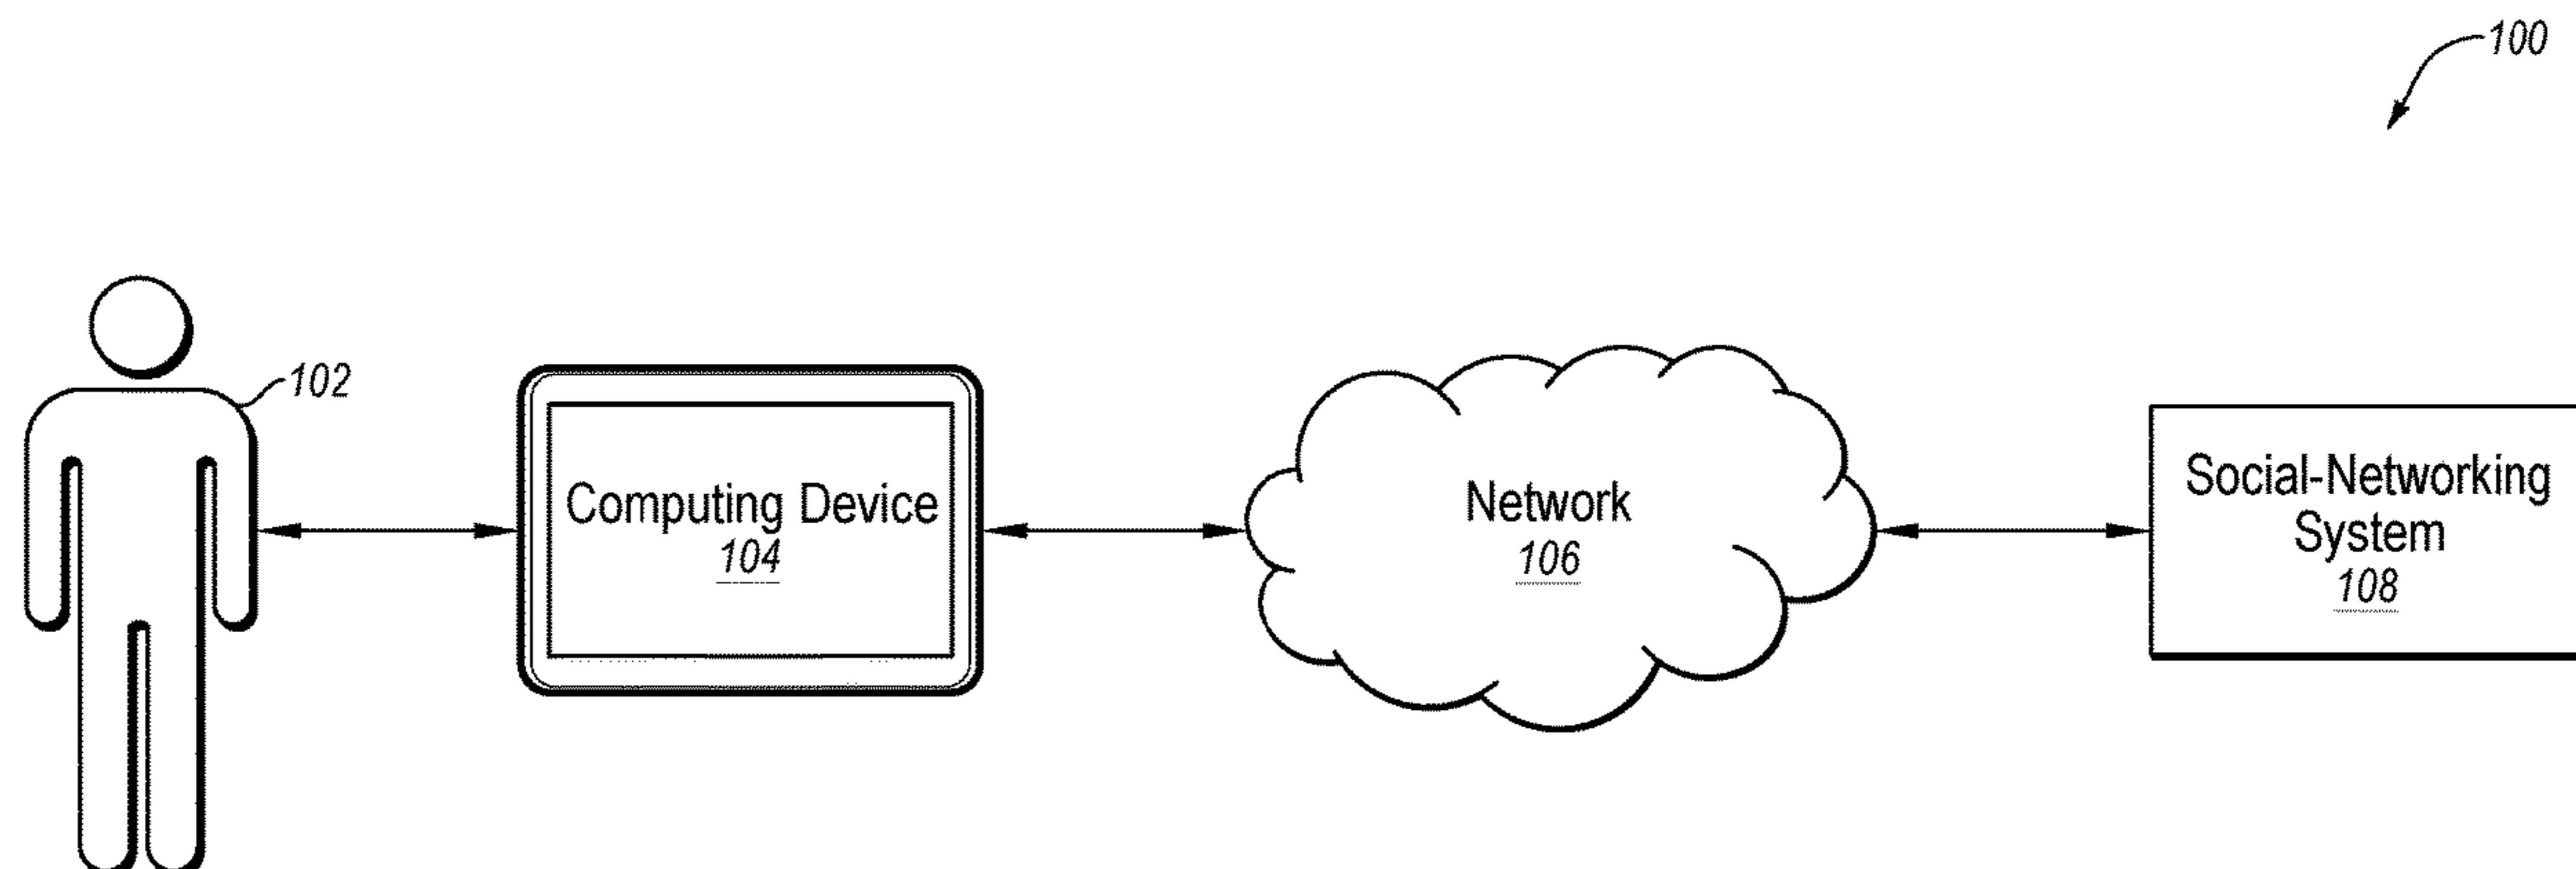 100
102
Computing Device
104
Network
106
Social-Networking
System
108